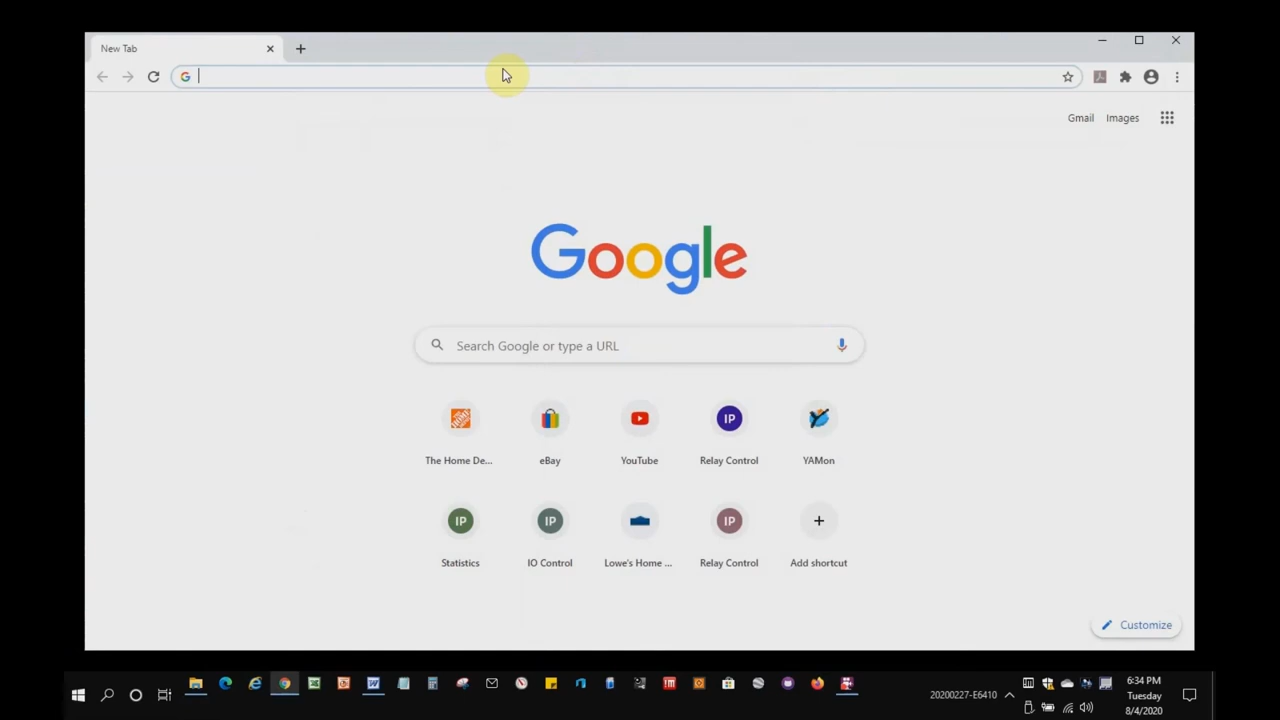 New Tab
Gmail Images
Google
Search Google or type a URL
The Home De... eBay YouTube Relay Control YAMon
IP
IP IP IP
Statistics IO Control Lowe's Home ... Relay Control Add shortcut
Customize
20200227-E6410
6:34 PM
Tuesday
8/4/2020